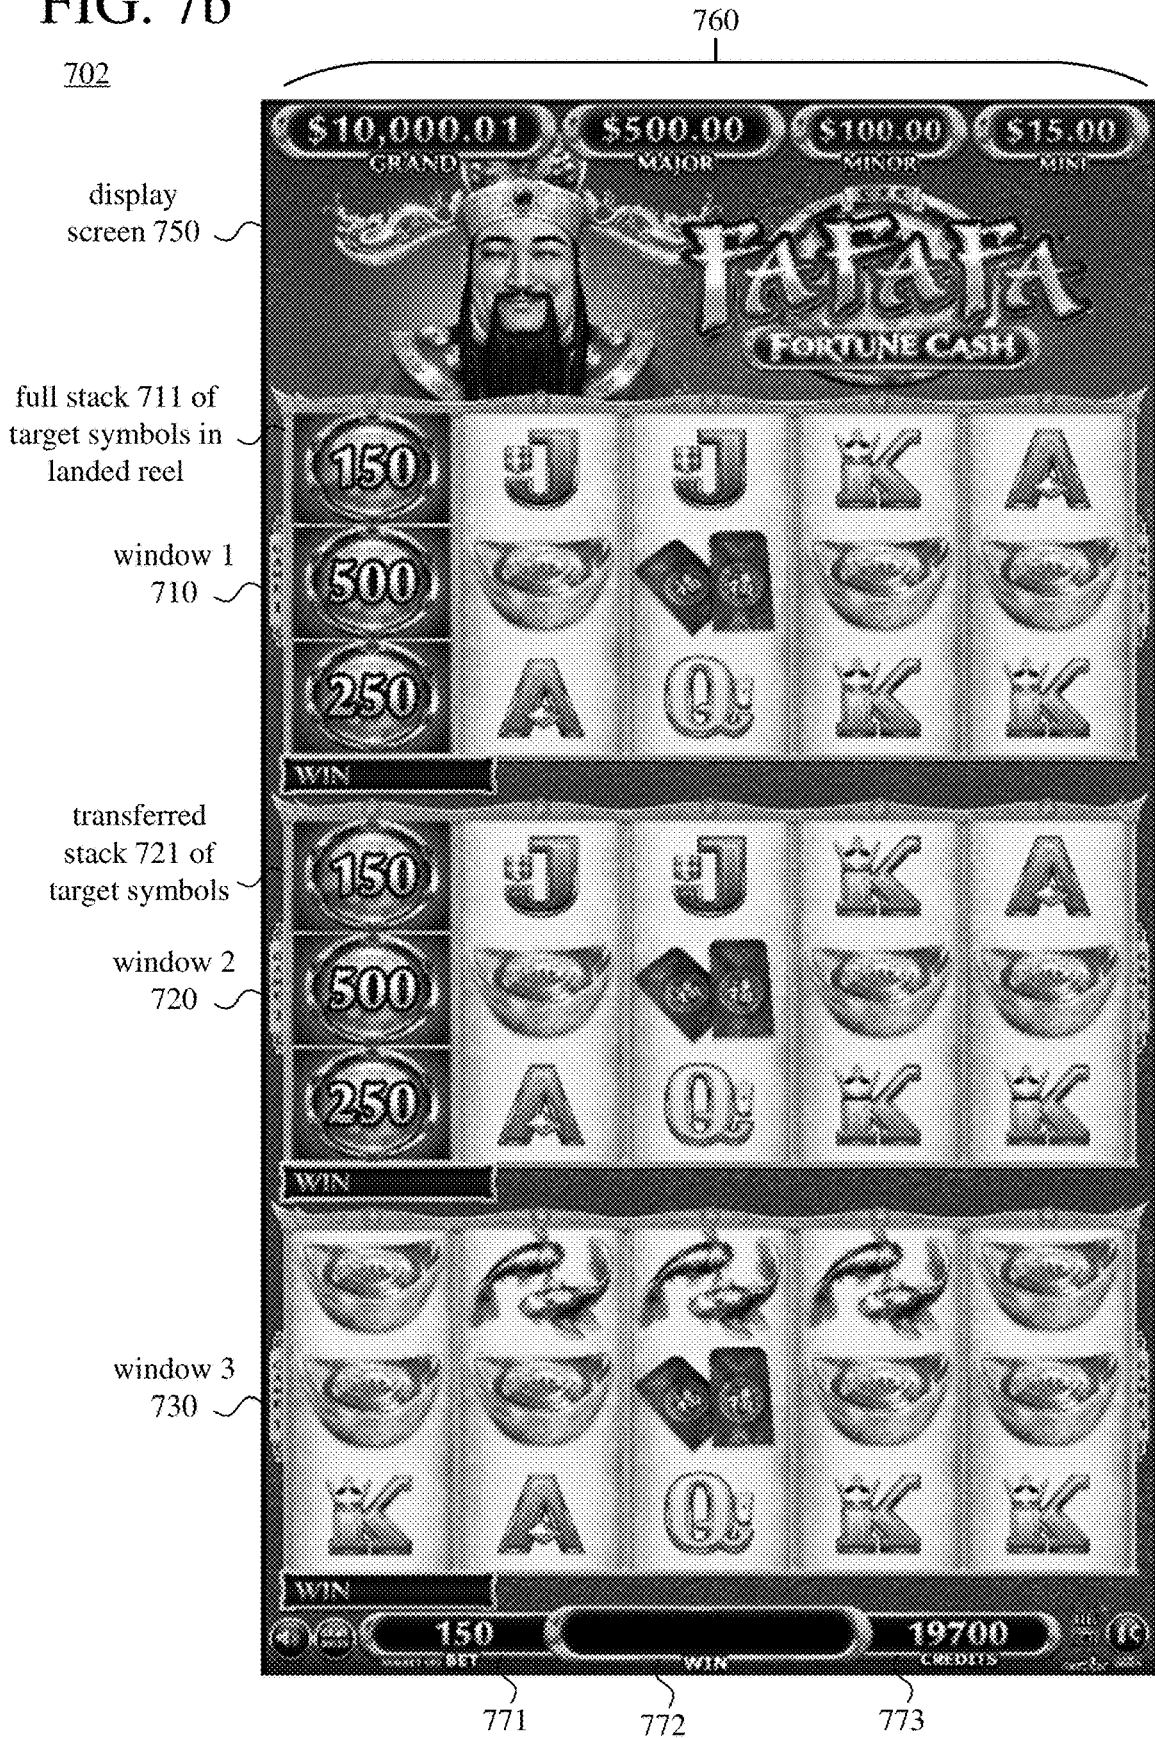 FIG. 7b
760
702
$10,000.01 $500.00 $100.00 $15.00
GRAND MAJOR MINOR MINI
display
screen 750
FA FA FA
FORTUNE CASH
full stack 711 of
target symbols in
landed reel
150 J J K A
window 1
710
500
250 A Q K K
WIN
transferred
stack 721 of
target symbols
150 J J K A
window 2
720
500
250 A Q K K
WIN
window 3
730
K A Q K K
WIN
150 19700
BET WIN CREDITS
771 772 773